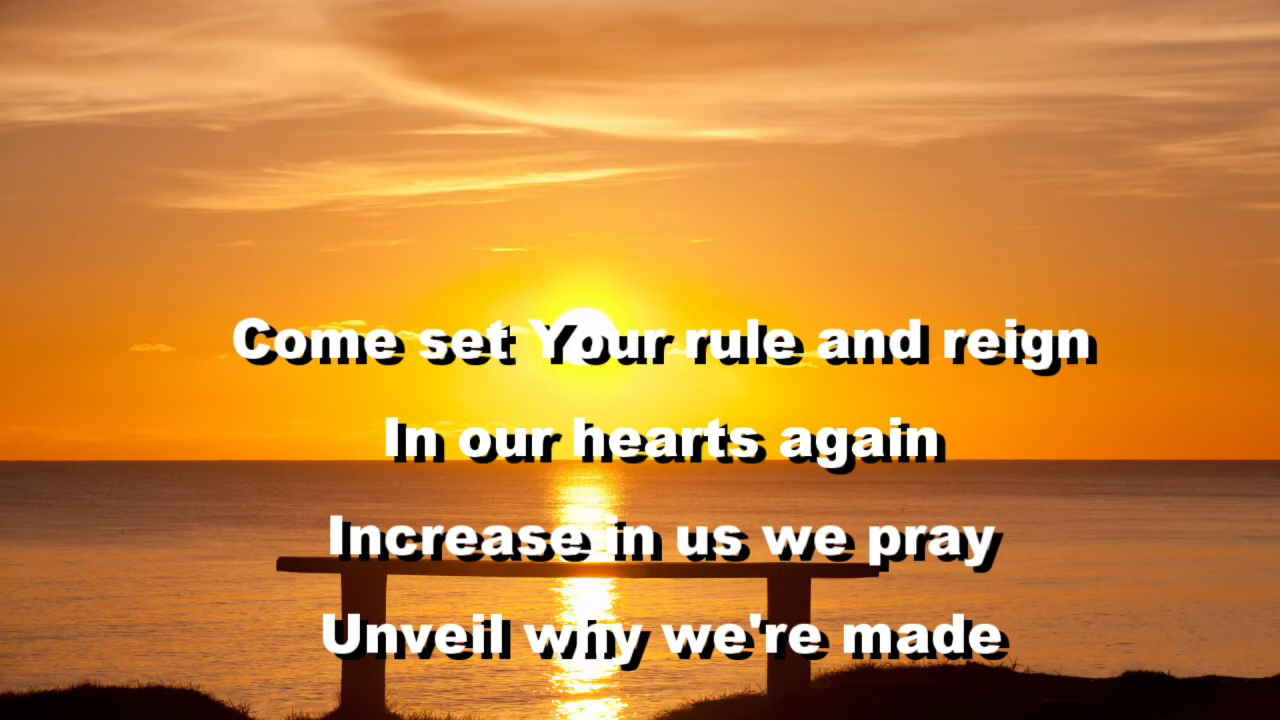 Come set Your rule and reign
In our hearts again
Increase in us we pray
Unveil why we're made